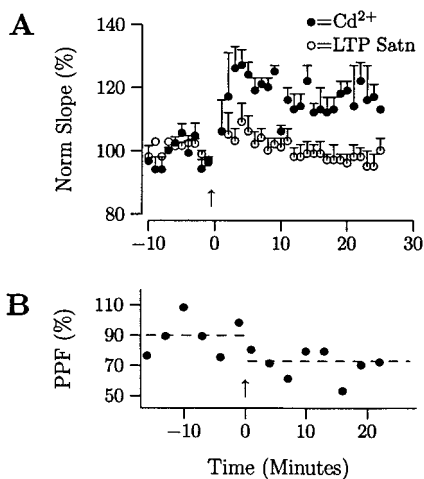 A
●=Cd²⁺
○=LTP Satn
Norm Slope (%)
140
120
100
80
↑
−10 0 10 20 30
B
PPF (%)
110
90
70
50
↑
−10 0 10 20
Time (Minutes)